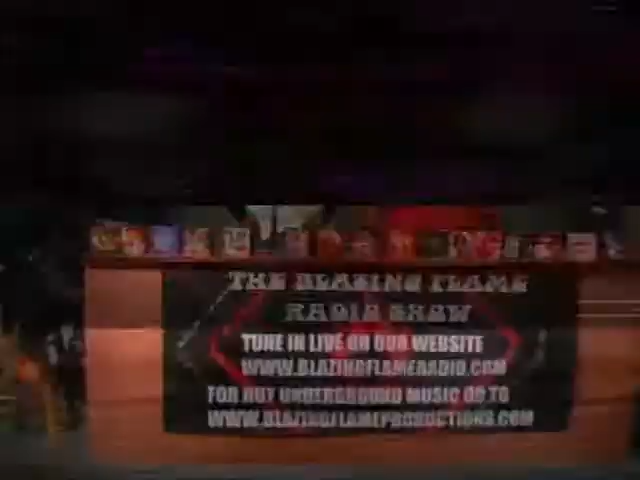 THE BLAZING FLAME
RADIO SHOW
TUNE IN LIVE ON OUR WEBSITE
WWW.BLAZINGFLAMERADIO.COM
FOR HOT UNDERGROUND MUSIC GO TO
WWW.BLAZINGFLAMEPRODUCTIONS.COM